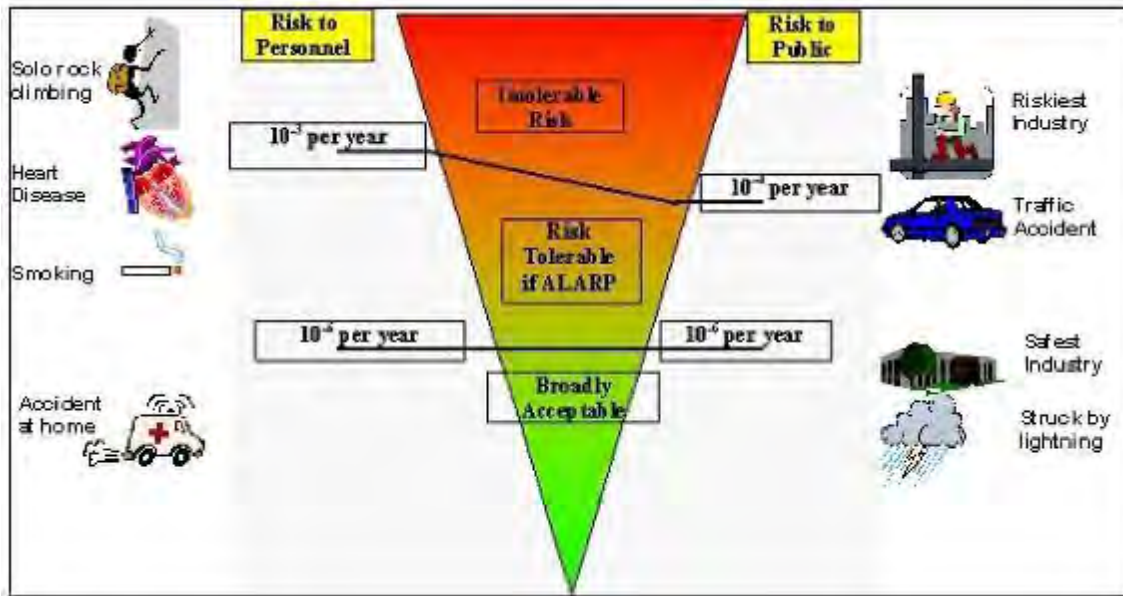 Risk to
Personnel
Risk to
Public
Solo rock
climbing
Intolerable
Risk
Riskiest
Industry
10⁻³ per year
Heart
Disease
10⁻⁴ per year
Traffic
Accident
Risk
Tolerable
if ALARP
Smoking
10⁻⁶ per year
10⁻⁶ per year
Safest
Industry
Broadly
Acceptable
Accident
at home
Struck by
lightning